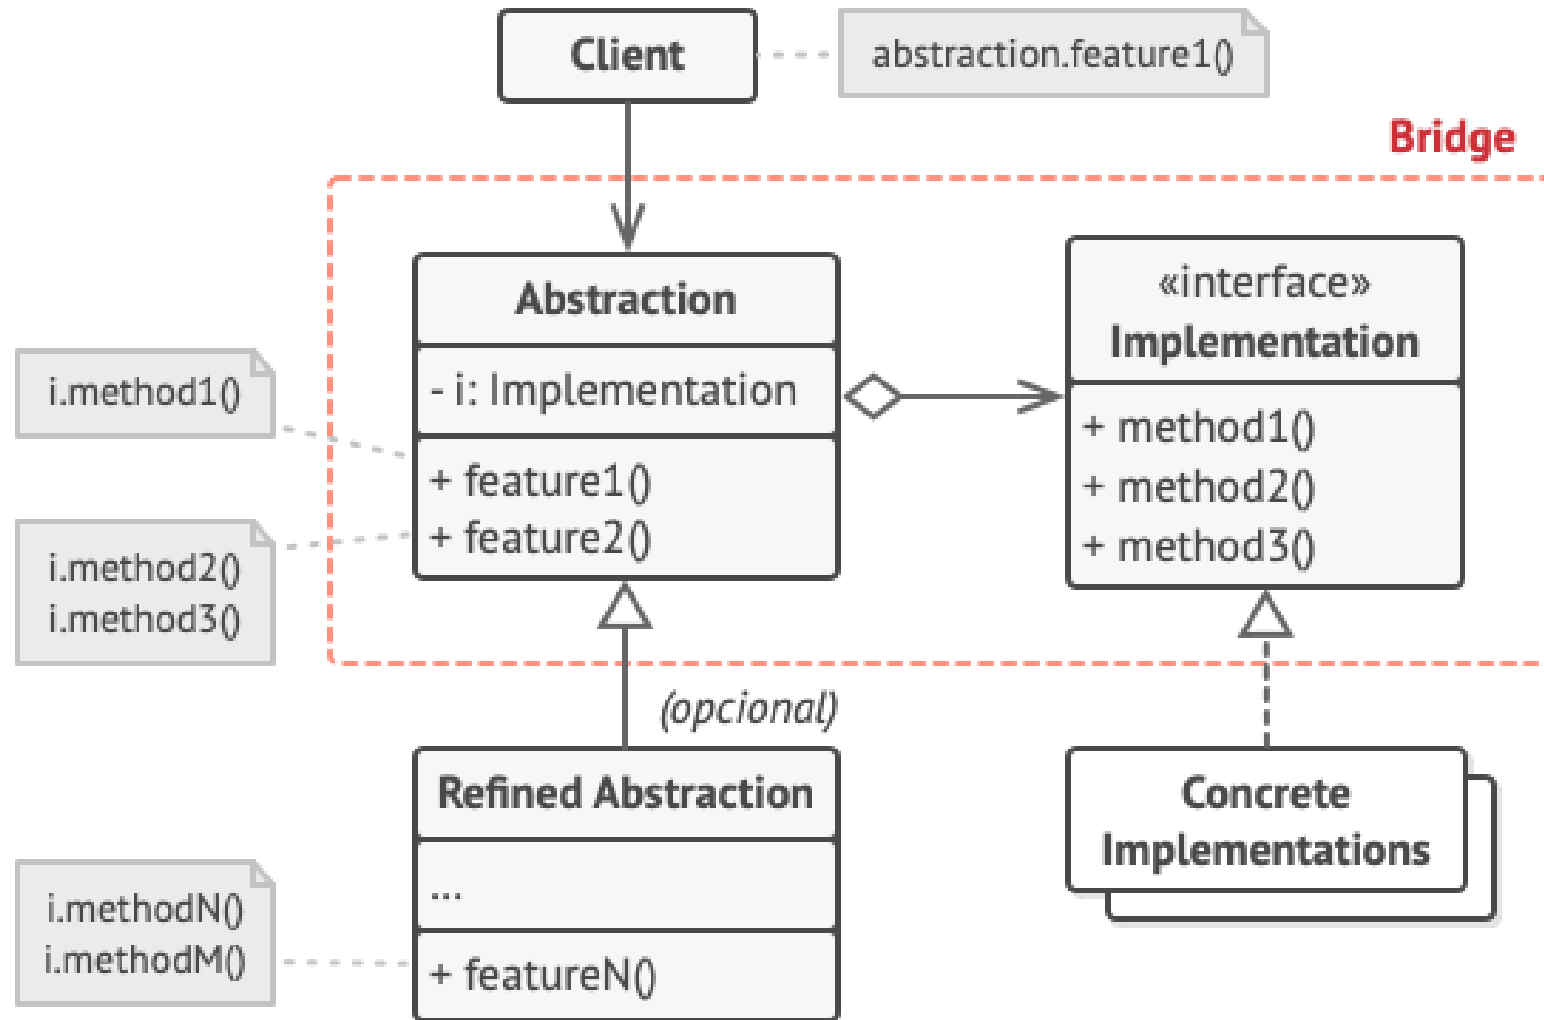 Client
abstraction.feature1()
Bridge
Abstraction
- i: Implementation
+ feature1()
+ feature2()
«interface»
Implementation
+ method1()
+ method2()
+ method3()
i.method1()
i.method2()
i.method3()
(opcional)
Refined Abstraction
...
+ featureN()
Concrete
Implementations
i.methodN()
i.methodM()